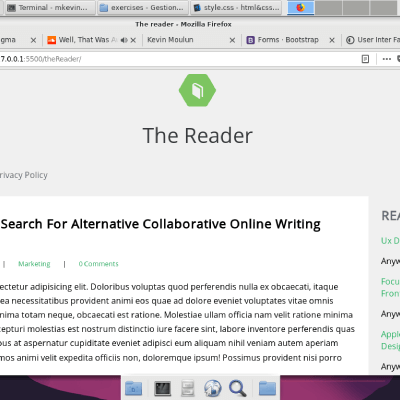 Terminal - mkevin...
exercises - Gestion...
style.css - html&css...
The reader - Mozilla Firefox
gma
Well, That Was A
Kevin Moulun
Forms · Bootstrap
User Inter Fa
7.0.0.1:5500/theReader/
The Reader
rivacy Policy
Search For Alternative Collaborative Online Writing
| Marketing | 0 Comments
ectetur adipisicing elit. Doloribus voluptas quod perferendis nulla ex obcaecati, itaque
ea necessitatibus provident animi eos quae ad dolore eveniet voluptates vitae omnis
nima totam neque, obcaecati est ratione. Molestiae ullam officia nam velit ratione minima
cepturi molestias est nostrum distinctio iure facere sint, labore inventore perferendis quas
bus at aspernatur cupiditate eveniet adipisci eum aliquam nihil veniam autem aperiam
mos animi velit expedita officiis non, doloremque ipsum! Possimus provident nisi porro
REA
Ux D
Anyw
Focu
Fron
Anyw
Apple
Desig
Anyw